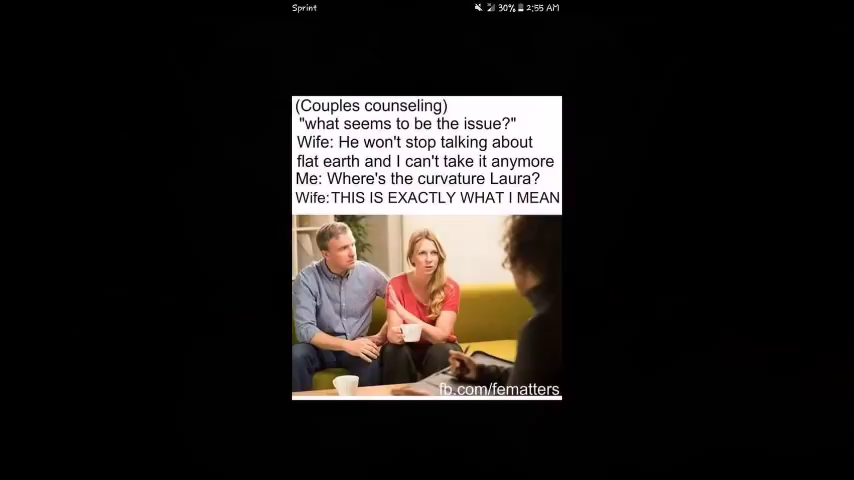 Sprint 30% 2:55 AM
(Couples counseling)
"what seems to be the issue?"
Wife: He won't stop talking about
flat earth and I can't take it anymore
Me: Where's the curvature Laura?
Wife:THIS IS EXACTLY WHAT I MEAN
fb.com/fematters